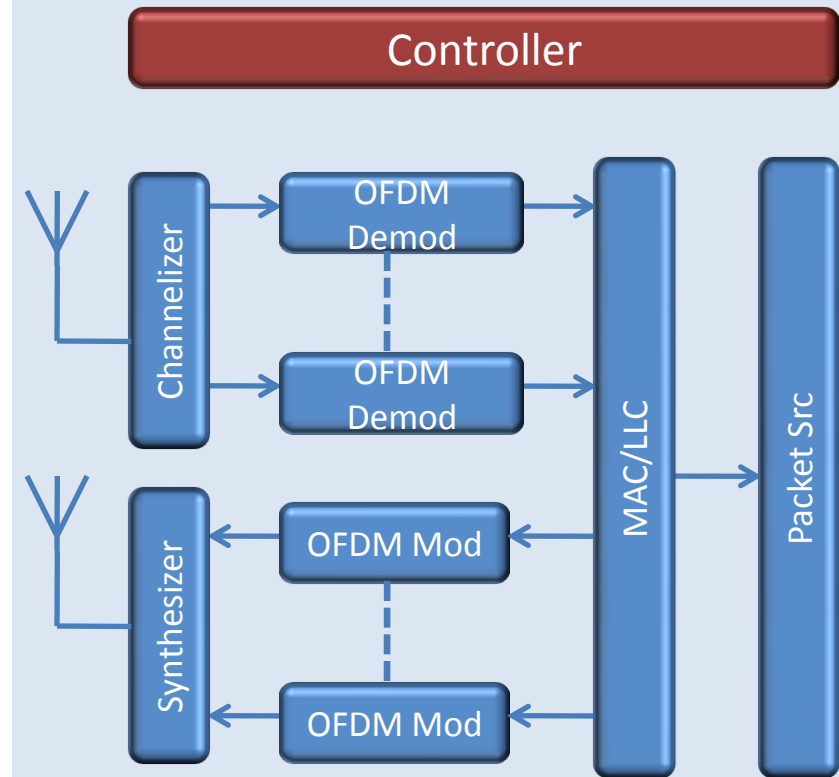 Controller
Channelizer
OFDM
Demod
OFDM
Demod
MAC/LLC
Packet Src
Synthesizer
OFDM Mod
OFDM Mod